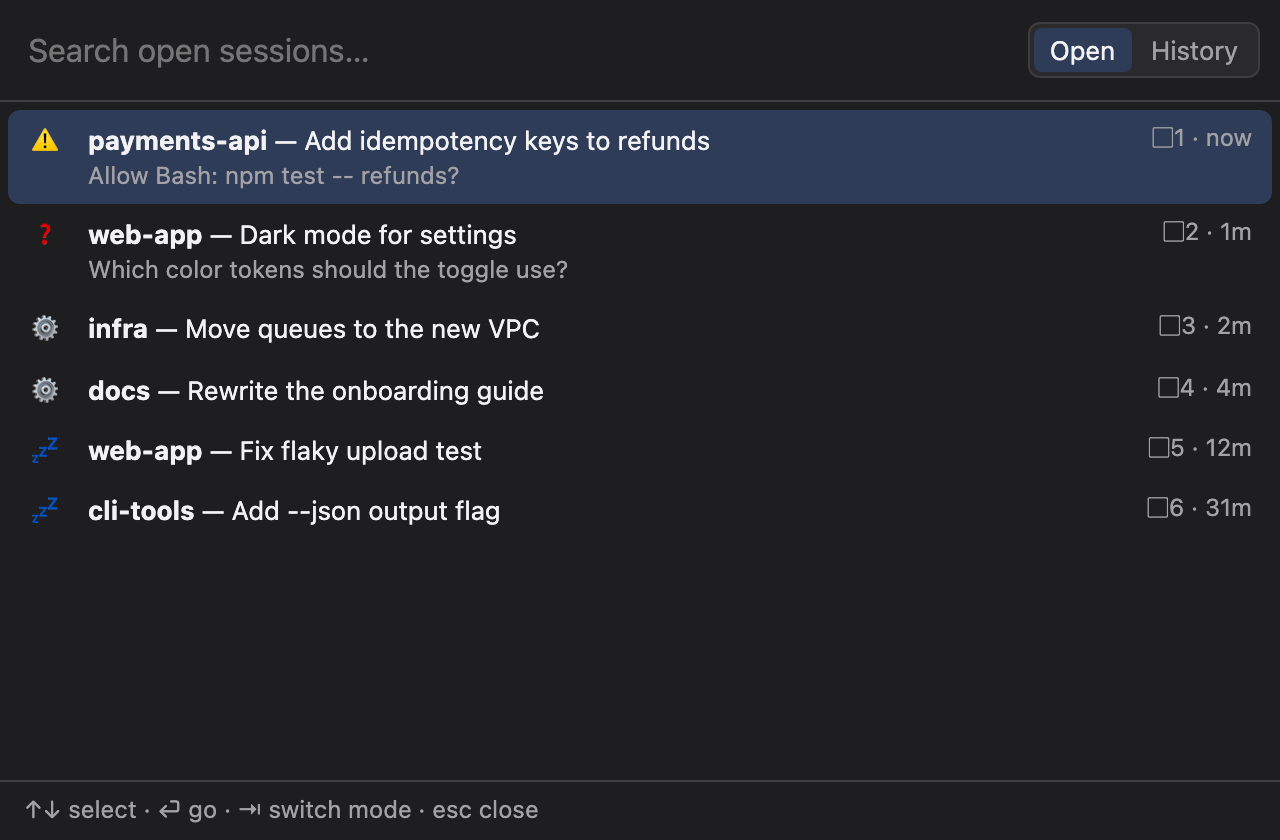 Search open sessions...
Open History
⚠️ payments-api — Add idempotency keys to refunds □1 · now
Allow Bash: npm test -- refunds?
❓ web-app — Dark mode for settings □2 · 1m
Which color tokens should the toggle use?
⚙️ infra — Move queues to the new VPC □3 · 2m
⚙️ docs — Rewrite the onboarding guide □4 · 4m
💤 web-app — Fix flaky upload test □5 · 12m
💤 cli-tools — Add --json output flag □6 · 31m
↑↓ select · ⏎ go · ⇥ switch mode · esc close